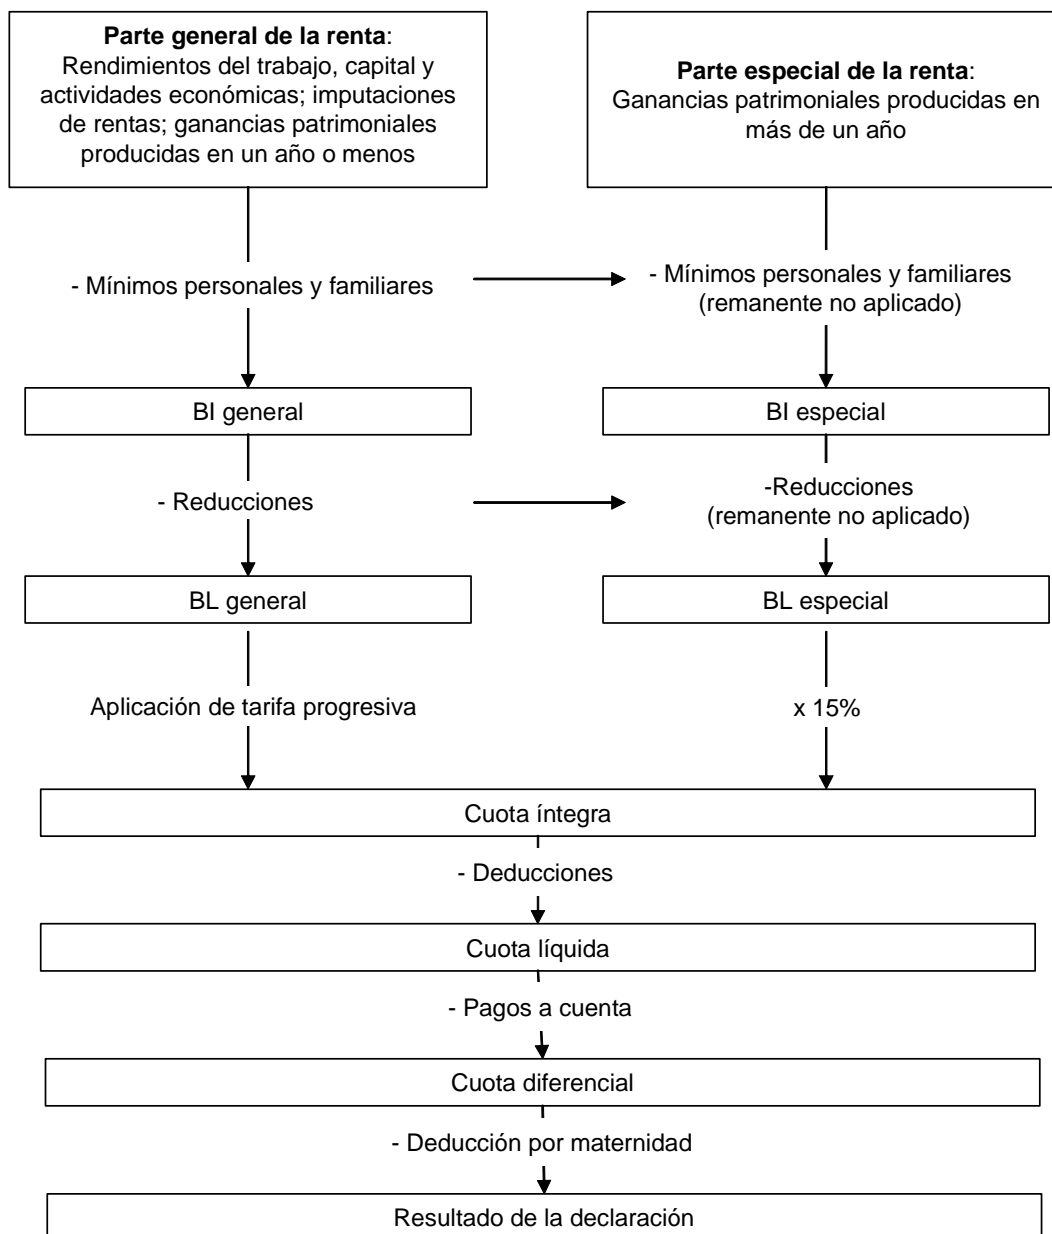 Parte general de la renta:
Rendimientos del trabajo, capital y
actividades económicas; imputaciones
de rentas; ganancias patrimoniales
producidas en un año o menos
Parte especial de la renta:
Ganancias patrimoniales producidas en
más de un año
- Mínimos personales y familiares
- Mínimos personales y familiares
(remanente no aplicado)
BI general
BI especial
- Reducciones
-Reducciones
(remanente no aplicado)
BL general
BL especial
Aplicación de tarifa progresiva
x 15%
Cuota íntegra
- Deducciones
Cuota líquida
- Pagos a cuenta
Cuota diferencial
- Deducción por maternidad
Resultado de la declaración